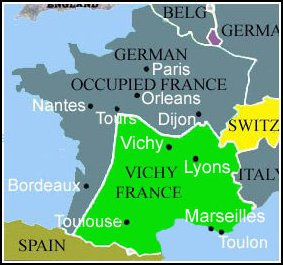 ENGLAND
BELG
GERMA
GERMAN
OCCUPIED FRANCE
Paris
Orleans
Nantes
Tours
Dijon
SWITZ
Vichy
Lyons
VICHY
FRANCE
ITALY
Bordeaux
Toulouse
Marseilles
Toulon
SPAIN